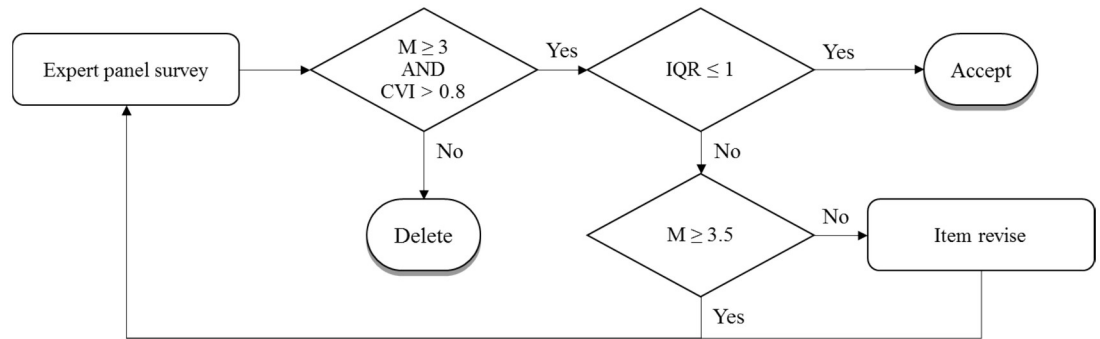 Expert panel survey
M ≥ 3
AND
CVI > 0.8
Yes
IQR ≤ 1
Yes
Accept
No
Delete
No
M ≥ 3.5
No
Item revise
Yes